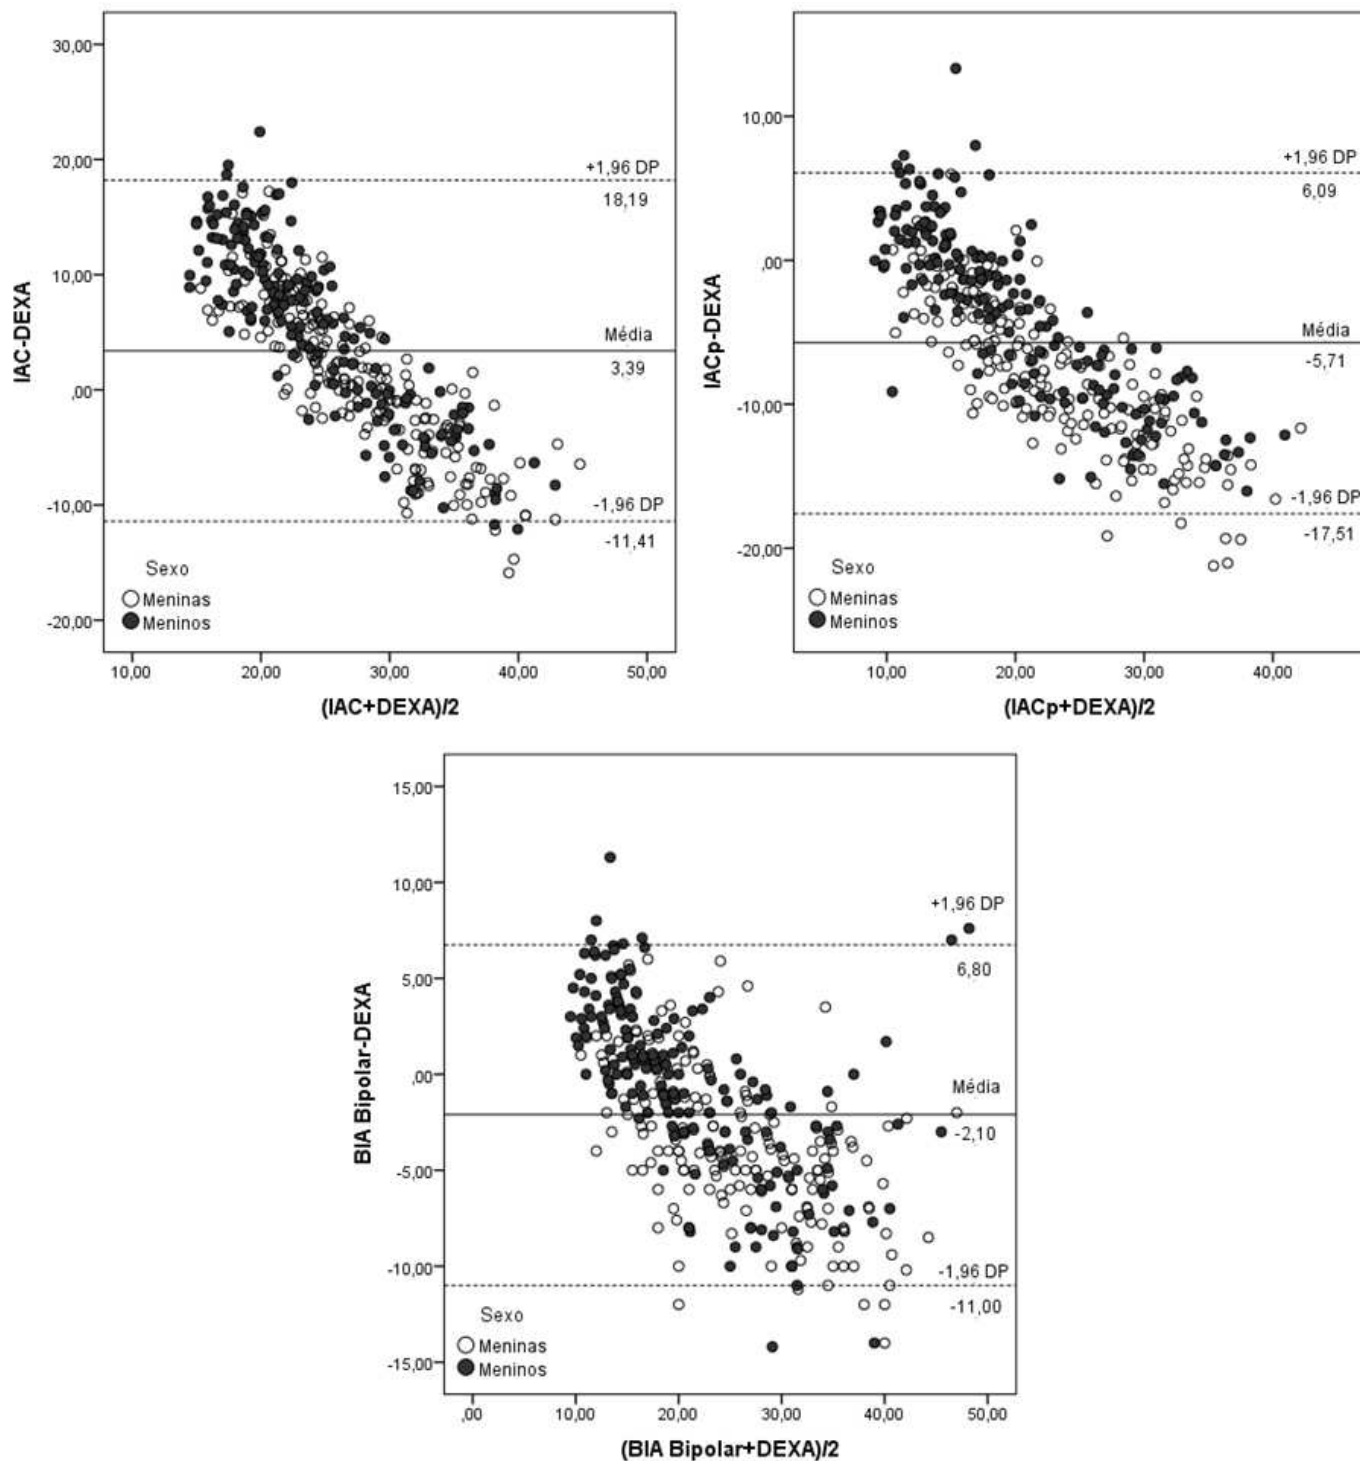 30,00
20,00
10,00
,00
-10,00
-20,00
IAC-DEXA
+1,96 DP
18,19
Média
3,39
-1,96 DP
-11,41
Sexo
Meninas
Meninos
10,00 20,00 30,00 40,00 50,00
(IAC+DEXA)/2
10,00
,00
-10,00
-20,00
IACp-DEXA
+1,96 DP
6,09
Média
-5,71
-1,96 DP
-17,51
Sexo
Meninas
Meninos
10,00 20,00 30,00 40,00
(IACp+DEXA)/2
15,00
10,00
5,00
,00
-5,00
-10,00
-15,00
BIA Bipolar-DEXA
+1,96 DP
6,80
Média
-2,10
-1,96 DP
-11,00
Sexo
Meninas
Meninos
,00 10,00 20,00 30,00 40,00 50,00
(BIA Bipolar+DEXA)/2